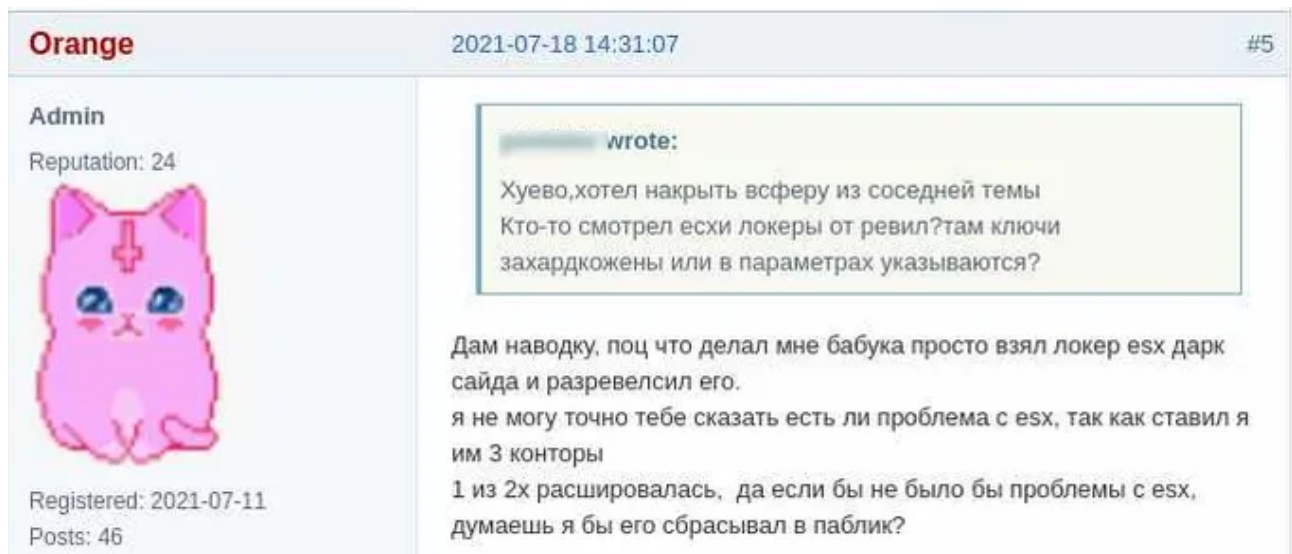 Orange 2021-07-18 14:31:07 #5
Admin
Reputation: 24
wrote:
Хуево,хотел накрыть всферу из соседней темы
Кто-то смотрел есхи локеры от ревил?там ключи
захардкожены или в параметрах указываются?
Дам наводку, поц что делал мне бабука просто взял локер esx дарк
сайда и разревелсил его.
я не могу точно тебе сказать есть ли проблема с esx, так как ставил я
им 3 конторы
1 из 2х расшировалась, да если бы не было бы проблемы с esx,
думаешь я бы его сбрасывал в паблик?
Registered: 2021-07-11
Posts: 46